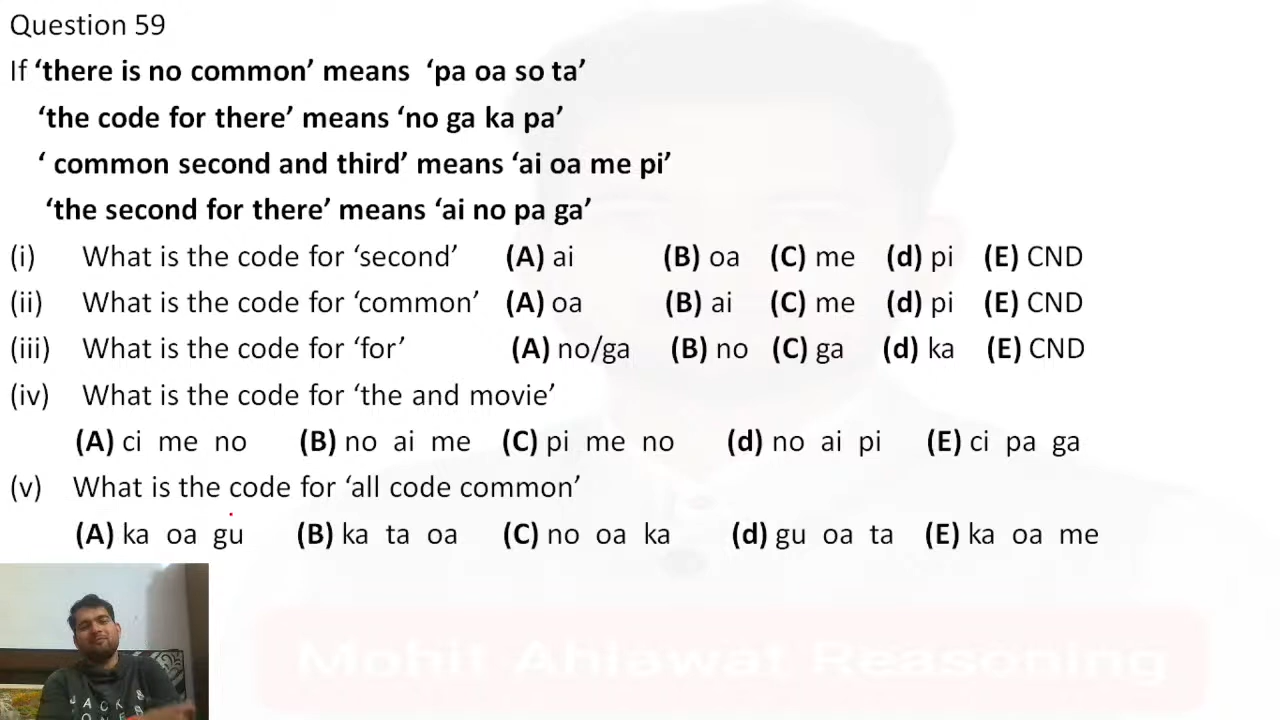 Question 59
If ‘there is no common’ means ‘pa oa so ta’
‘the code for there’ means ‘no ga ka pa’
‘ common second and third’ means ‘ai oa me pi’
‘the second for there’ means ‘ai no pa ga’
(i) What is the code for ‘second’ (A) ai (B) oa (C) me (d) pi (E) CND
(ii) What is the code for ‘common’ (A) oa (B) ai (C) me (d) pi (E) CND
(iii) What is the code for ‘for’ (A) no/ga (B) no (C) ga (d) ka (E) CND
(iv) What is the code for ‘the and movie’
(A) ci me no (B) no ai me (C) pi me no (d) no ai pi (E) ci pa ga
(v) What is the code for ‘all code common’
(A) ka oa gu (B) ka ta oa (C) no oa ka (d) gu oa ta (E) ka oa me
Mohit Ahlawat Reasoning
JACK &